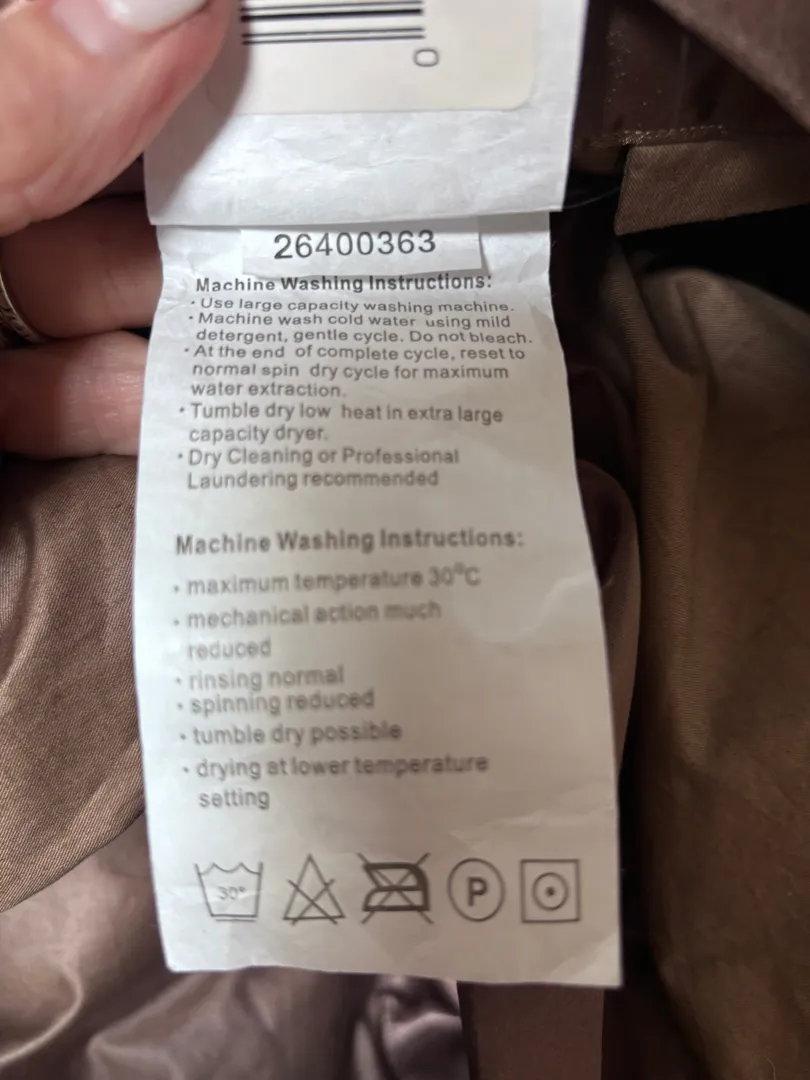 0
26400363
Machine Washing Instructions:
· Use large capacity washing machine.
· Machine wash cold water using mild
detergent, gentle cycle. Do not bleach.
· At the end of complete cycle, reset to
normal spin dry cycle for maximum
water extraction.
· Tumble dry low heat in extra large
capacity dryer.
· Dry Cleaning or Professional
Laundering recommended
Machine Washing Instructions:
· maximum temperature 30°C
· mechanical action much
reduced
· rinsing normal
· spinning reduced
· tumble dry possible
· drying at lower temperature
setting
30° P